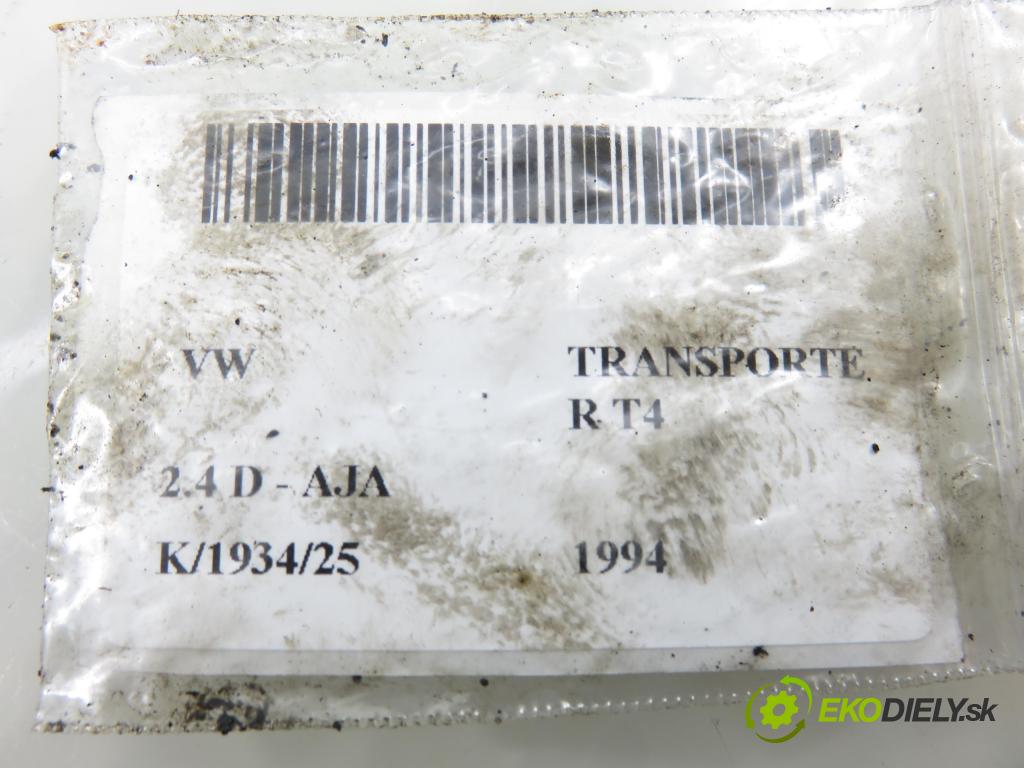 VW TRANSPORTE
R T4
2.4 D - AJA
K/1934/25 1994
EKODIELY.sk